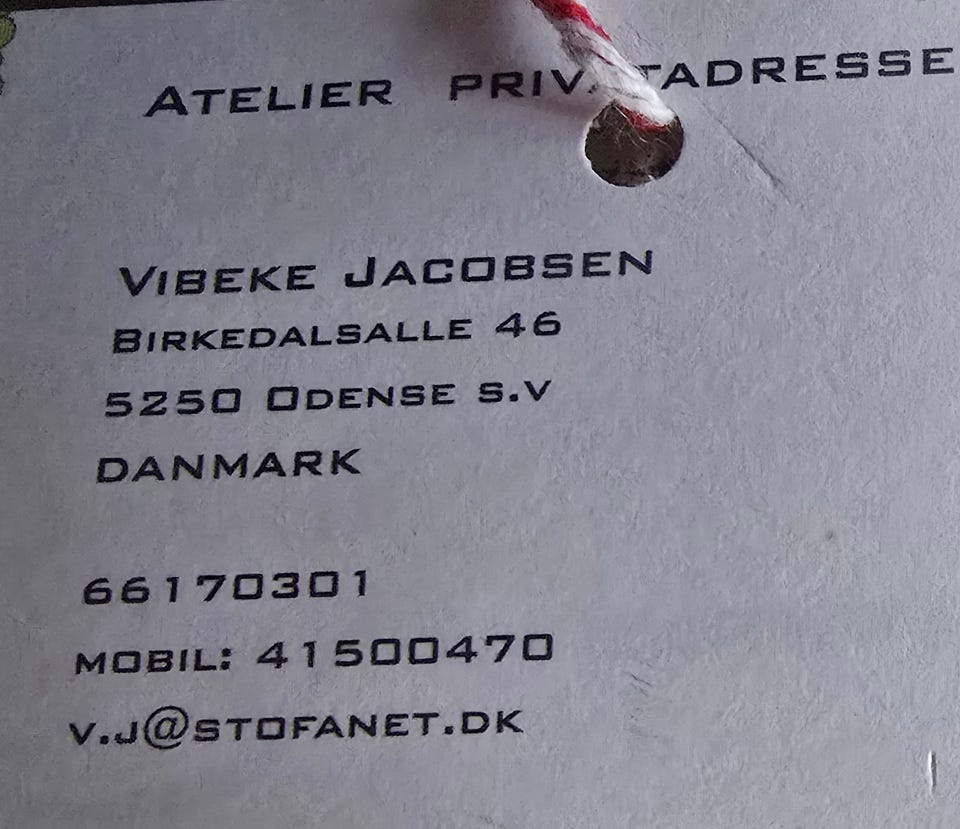 ATELIER PRIVATADRESSE
VIBEKE JACOBSEN
BIRKEDALSALLE 46
5250 ODENSE S.V
DANMARK
66170301
MOBIL: 41500470
V.J@STOFANET.DK